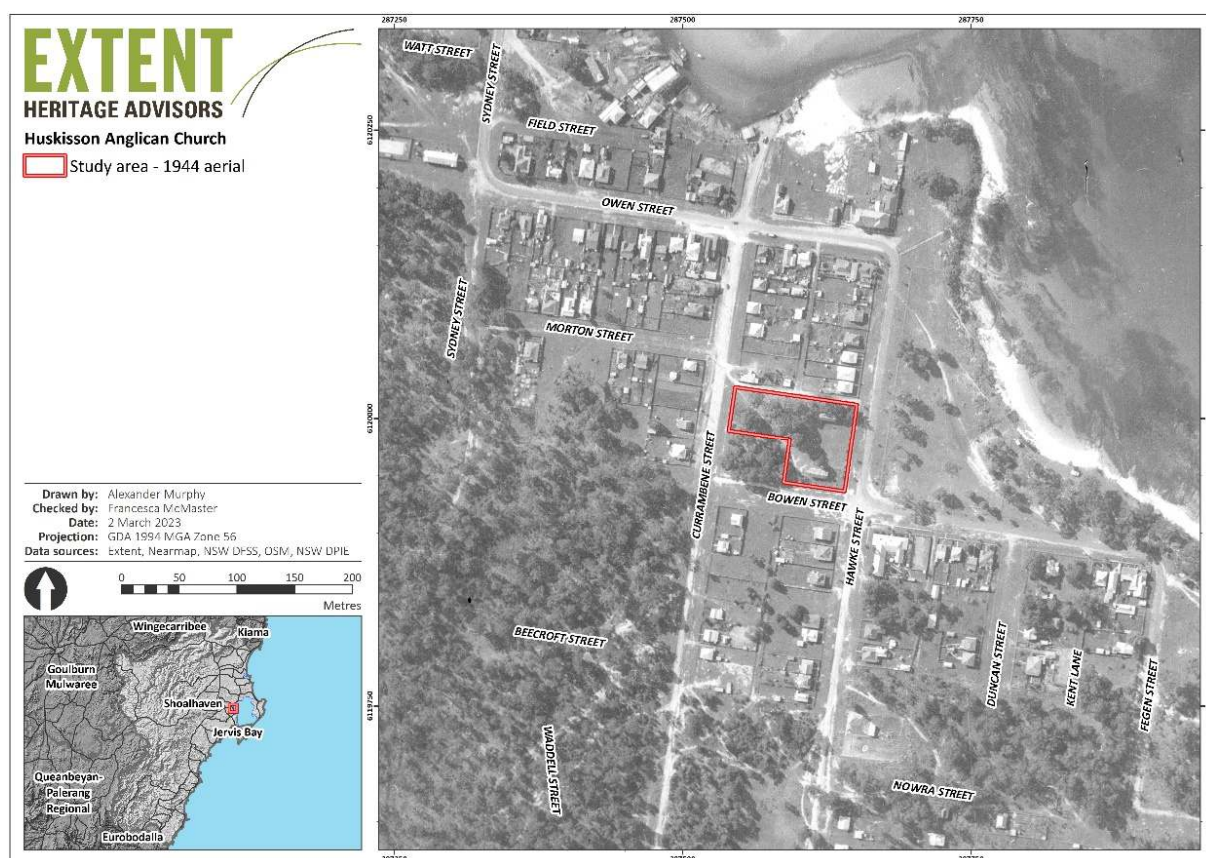 EXTENT
HERITAGE ADVISORS
Huskisson Anglican Church
Study area - 1944 aerial
Drawn by: Alexander Murphy
Checked by: Francesca McMaster
Date: 2 March 2023
Projection: GDA 1994 MGA Zone 56
Data sources: Extent, Nearmap, NSW DFSS, OSM, NSW DPIE
0 50 100 150 200
Metres
Wingecarribee
Kiama
Goulburn
Mulwaree
Shoalhaven
Jervis Bay
Queanbeyan-
Palerang
Regional
Eurobodalla
287250 287500 287750
6120250
6120000
6119750
WATT STREET
SYDNEY STREET
FIELD STREET
OWEN STREET
SYDNEY STREET
MORTON STREET
CURRAMBENE STREET
BOWEN STREET
HAWKE STREET
BEECROFT STREET
DUNCAN STREET
KENT LANE
FEGEN STREET
WADDELL STREET
NOWRA STREET
287500 287750